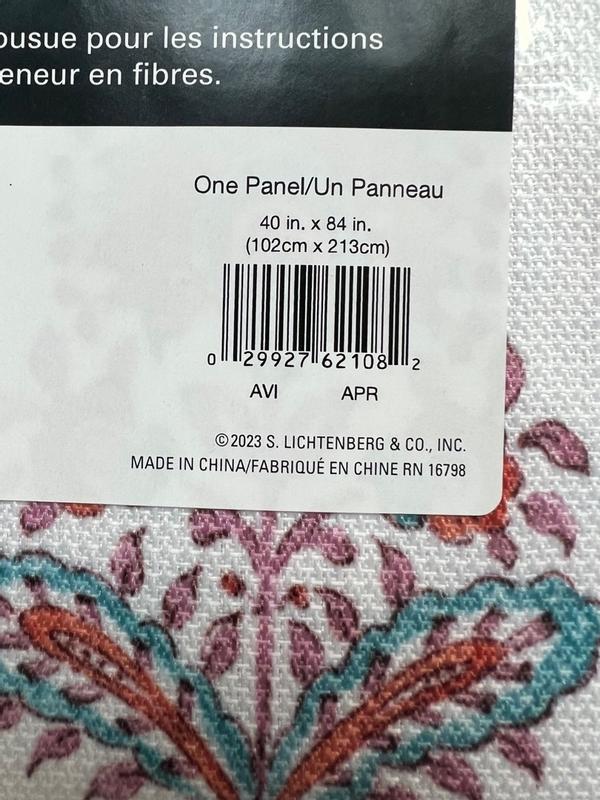 ousue pour les instructions
eneur en fibres.
One Panel/Un Panneau
40 in. x 84 in.
(102cm x 213cm)
0 29927 62108 2
AVI APR
©2023 S. LICHTENBERG & CO., INC.
MADE IN CHINA/FABRIQUÉ EN CHINE RN 16798